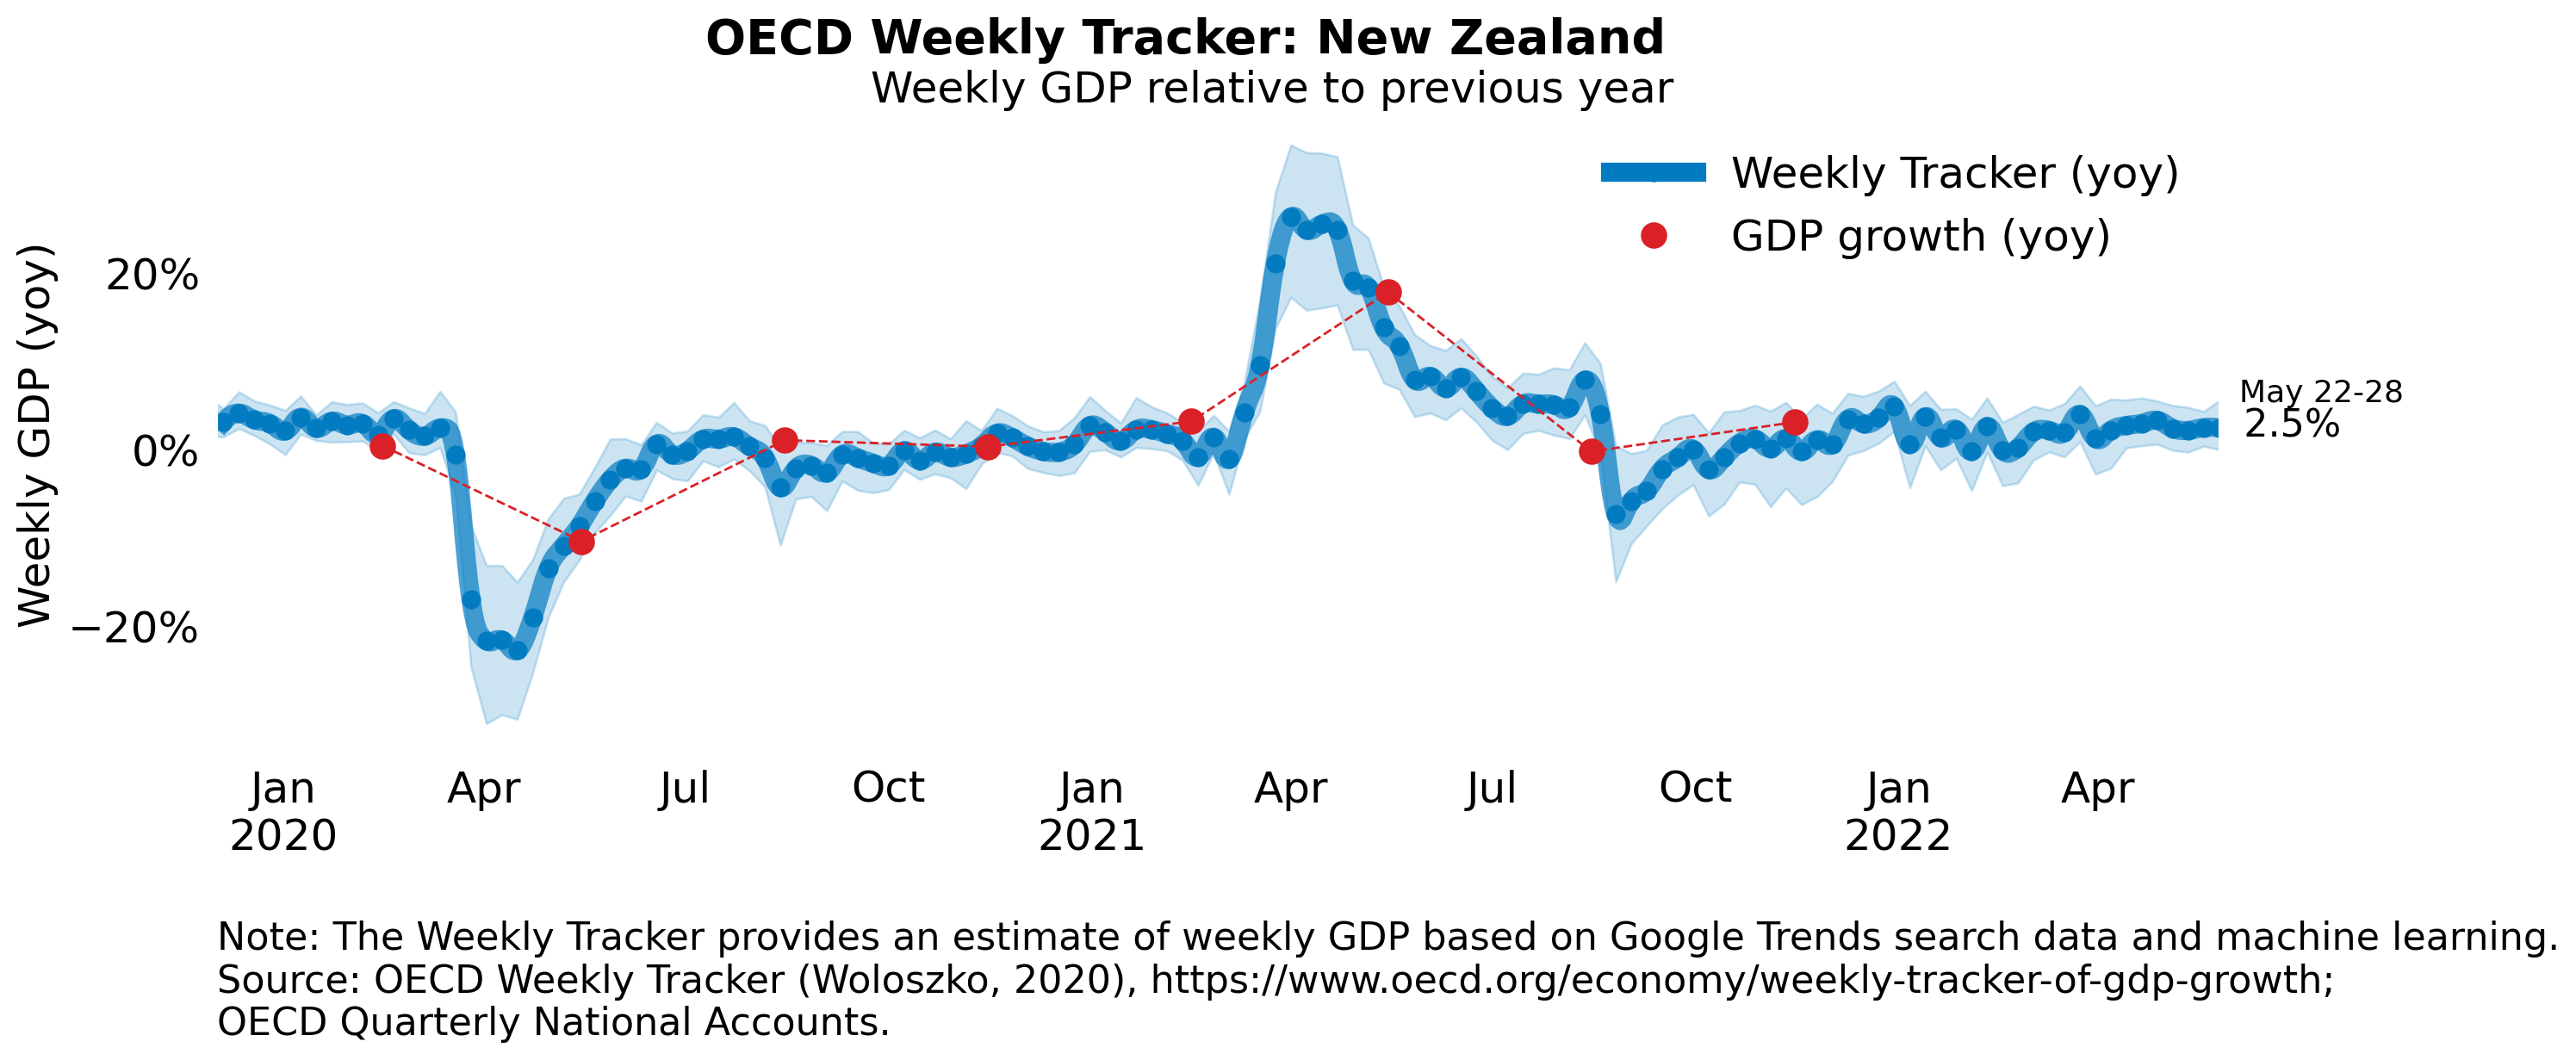 OECD Weekly Tracker: New Zealand
Weekly GDP relative to previous year
Weekly Tracker (yoy)
GDP growth (yoy)
Weekly GDP (yoy)
20%
0%
−20%
May 22-28
2.5%
Jan Apr Jul Oct Jan Apr Jul Oct Jan Apr
2020 2021 2022
Note: The Weekly Tracker provides an estimate of weekly GDP based on Google Trends search data and machine learning.
Source: OECD Weekly Tracker (Woloszko, 2020), https://www.oecd.org/economy/weekly-tracker-of-gdp-growth;
OECD Quarterly National Accounts.